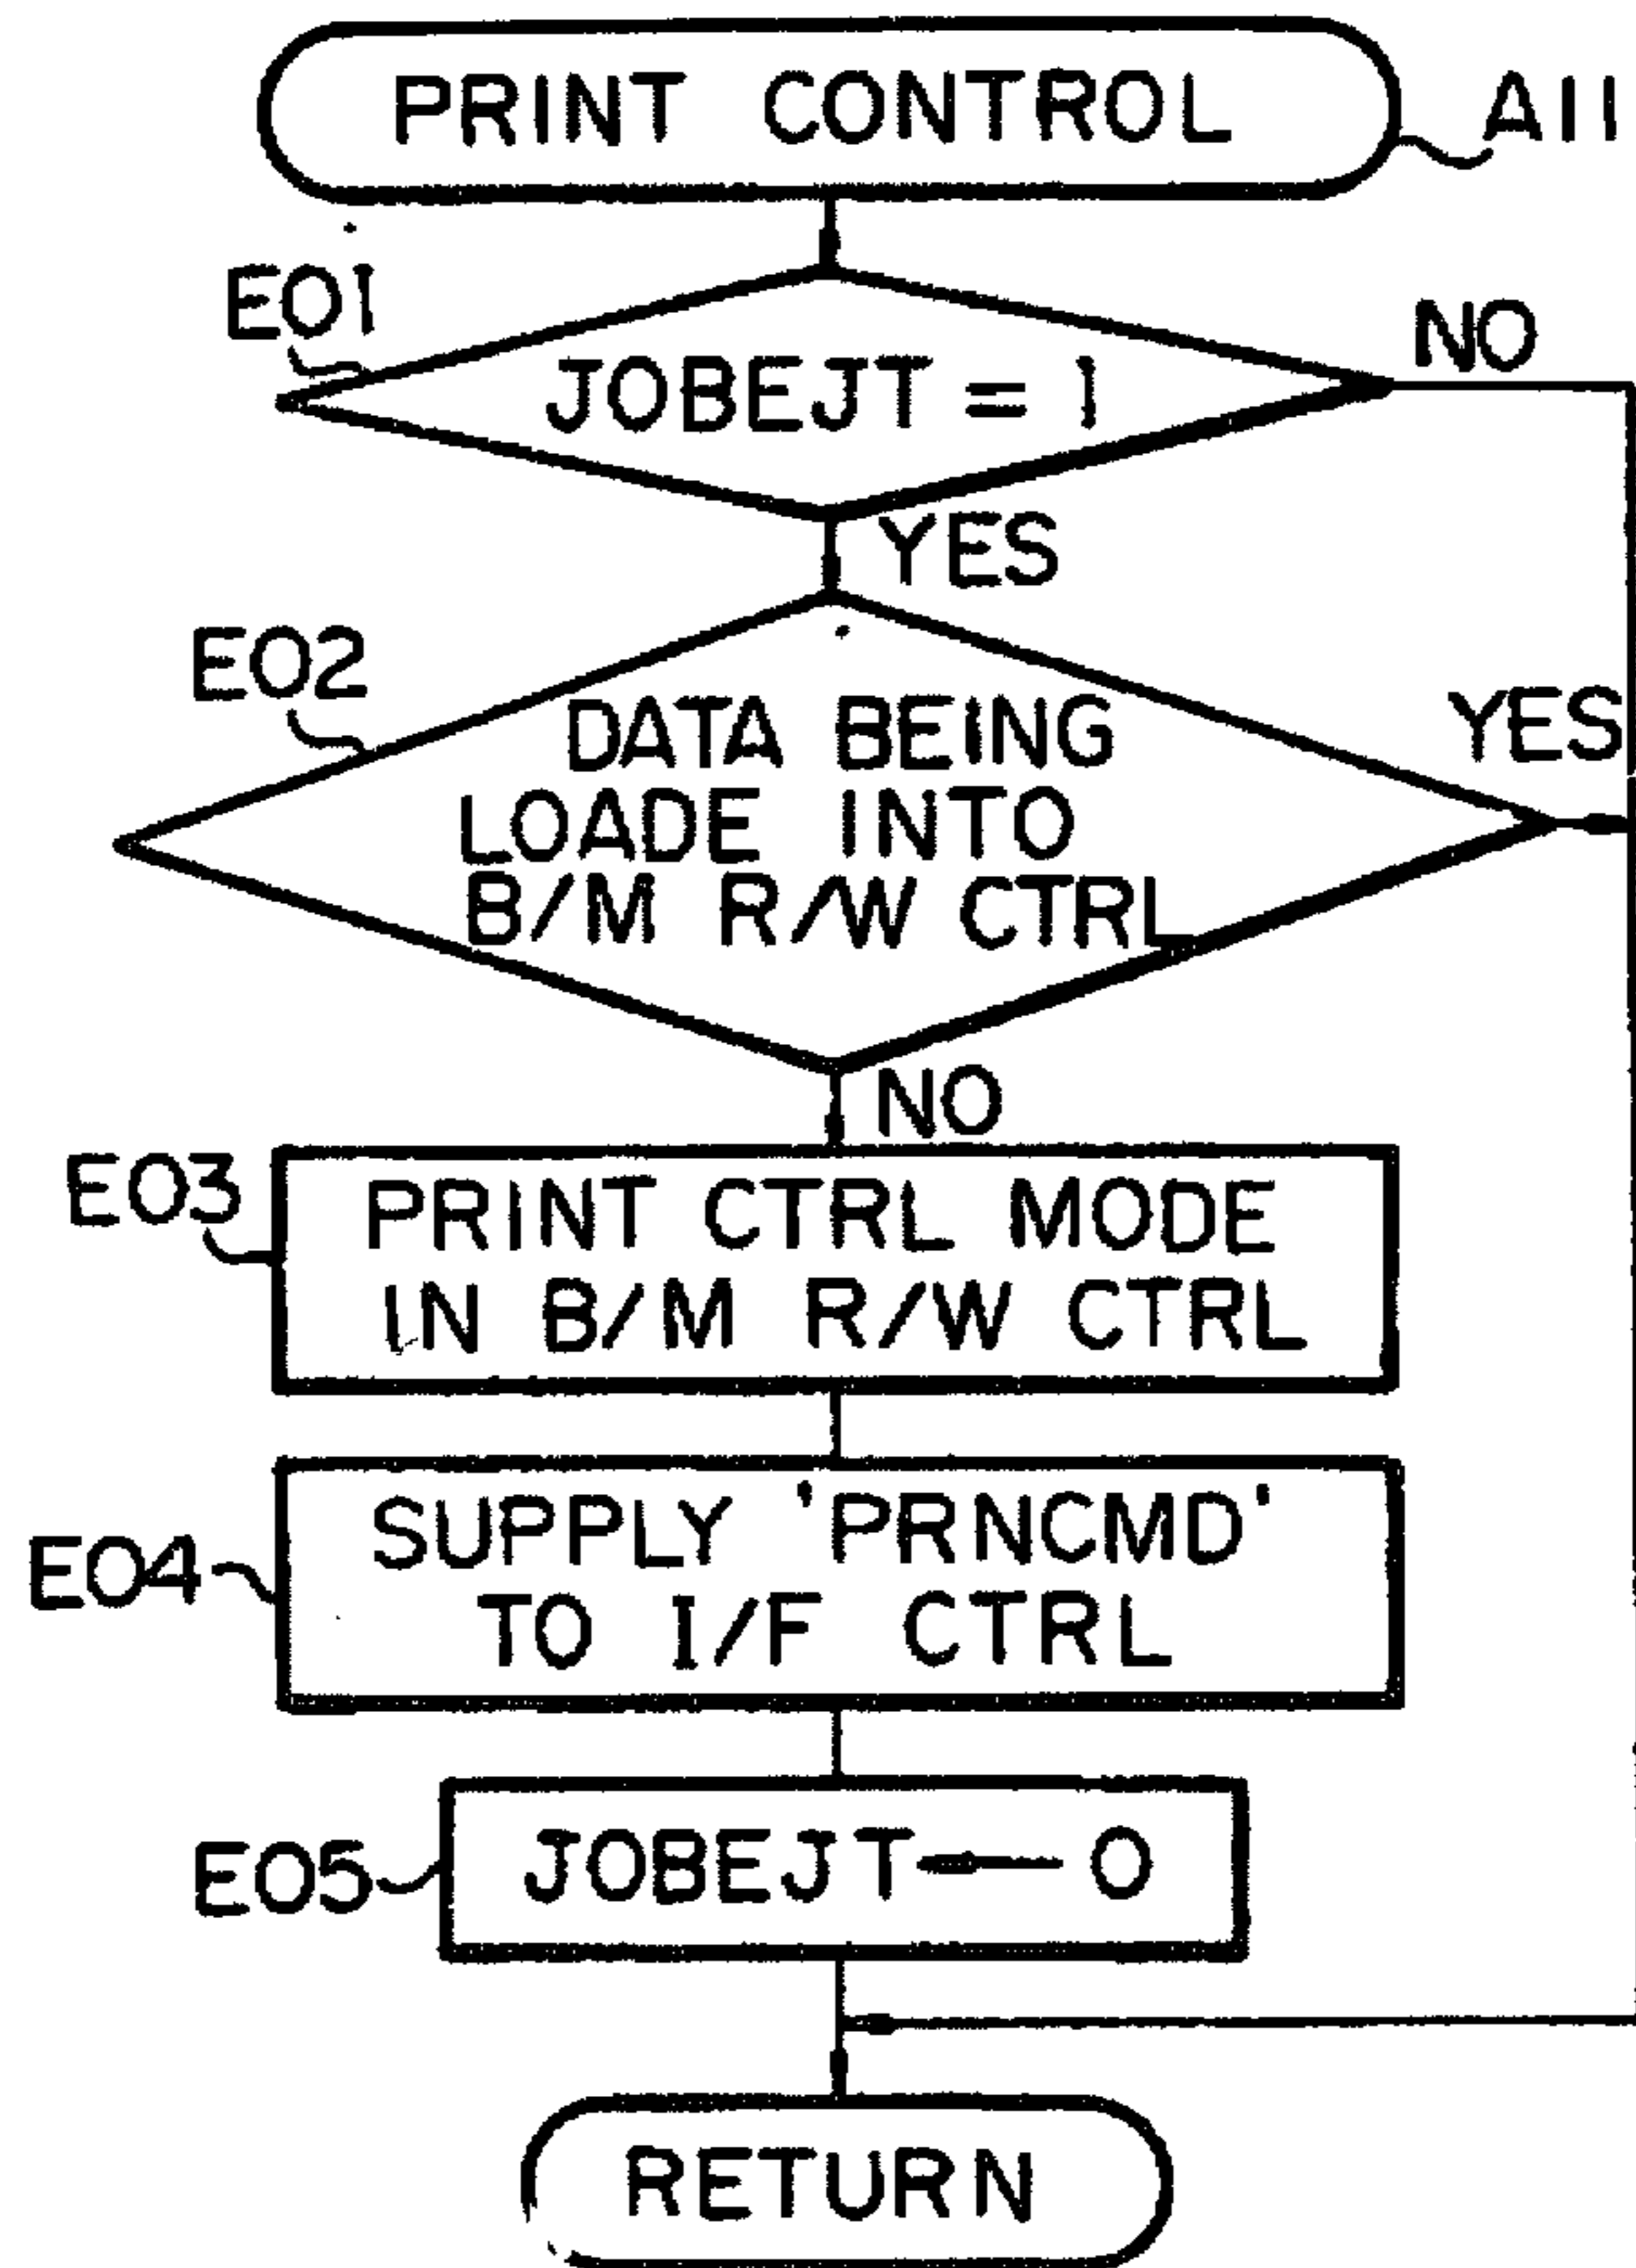 PRINT CONTROL
A11
E01
JOBEJT = 1
NO
YES
E02
DATA BEING
LOADE INTO
B/M R/W CTRL
YES
NO
E03
PRINT CTRL MODE
IN B/M R/W CTRL
E04
SUPPLY 'PRNCMD'
TO I/F CTRL
E05
JOBEJT ← 0
RETURN